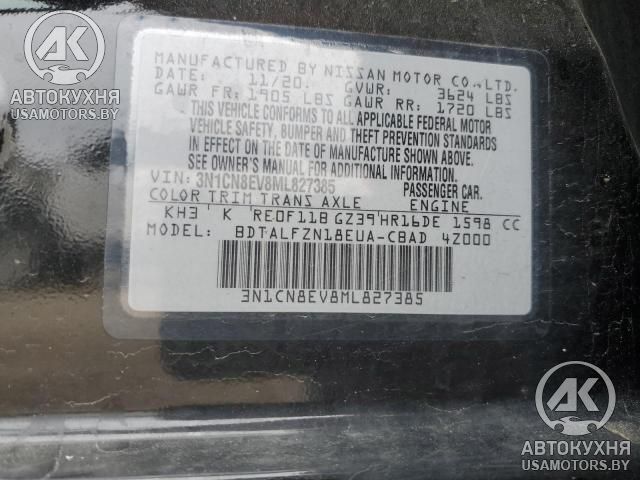 MANUFACTURED BY NISSAN MOTOR CO., LTD.
DATE: 11/20 GVWR: 3624 LBS
GAWR FR: 1905 LBS GAWR RR: 1720 LBS
THIS VEHICLE CONFORMS TO ALL APPLICABLE FEDERAL MOTOR
VEHICLE SAFETY, BUMPER AND THEFT PREVENTION STANDARDS
IN EFFECT ON THE DATE OF MANUFACTURE SHOWN ABOVE.
SEE OWNER'S MANUAL FOR ADDITIONAL INFORMATION.
VIN: 3N1CN8EV8ML827385 PASSENGER CAR.
COLOR TRIM TRANS AXLE ENGINE
KH3 K RE0F11B GZ39 HR16DE 1598 CC
MODEL: BDTALFZN18EUA-CBAD 4Z000
3N1CN8EV8ML827385
AK
АВТОКУХНЯ
USAMOTORS.BY
AK
АВТОКУХНЯ
USAMOTORS.BY